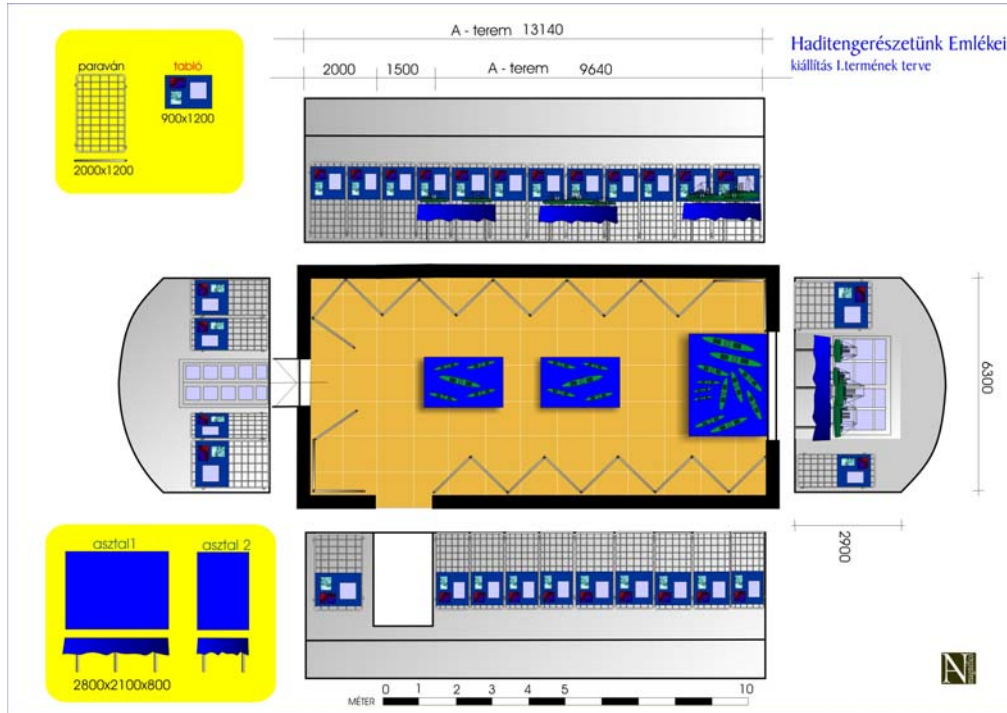 A - terem 13140
Haditengerészetünk Emlékei
kiállítás I.termének terve
paraván
tabló
2000 1500 A - terem 9640
900x1200
2000x1200
6300
2900
asztal1
asztal 2
2800x2100x800
0 1 2 3 4 5 10
MÉTER
N